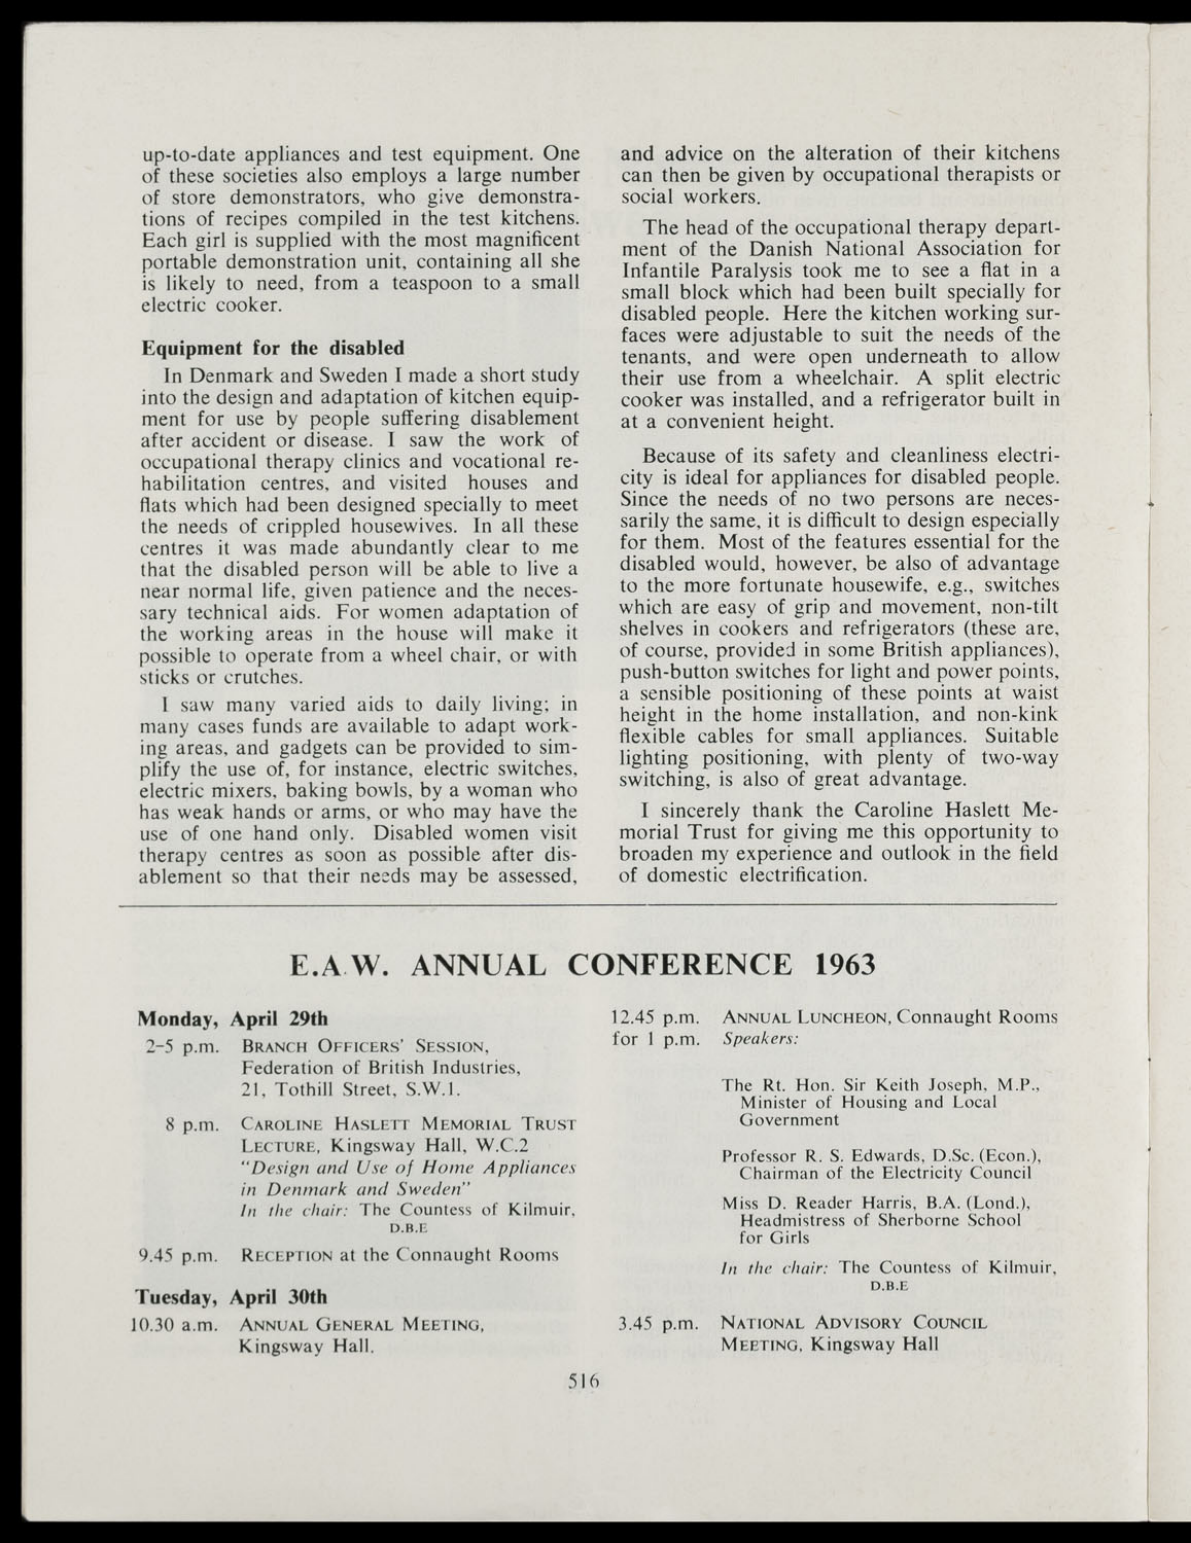 up-to-date appliances and test equipment. One
of these societies also employs a large number
of store demonstrators, who give demonstra-
tions of recipes compiled in the test kitchens.
Each girl is supplied with the most magnificent
portable demonstration unit, containing all she
is likely to need, from a teaspoon to a small
electric cooker.
Equipment for the disabled
In Denmark and Sweden I made a short study
into the design and adaptation of kitchen equip-
ment for use by people suffering disablement
after accident or disease. I saw the work of
occupational therapy clinics and vocational re-
habilitation centres, and visited houses and
flats which had been designed specially to meet
the needs of crippled housewives. In all these
centres it was made abundantly clear to me
that the disabled person will be able to live a
near normal life, given patience and the neces-
sary technical aids. For women adaptation of
the working areas in the house will make it
possible to operate from a wheel chair, or with
sticks or crutches.
I saw many varied aids to daily living; in
many cases funds are available to adapt work-
ing areas, and gadgets can be provided to sim-
plify the use of, for instance, electric switches,
electric mixers, baking bowls, by a woman who
has weak hands or arms, or who may have the
use of one hand only. Disabled women visit
therapy centres as soon as possible after dis-
ablement so that their needs may be assessed,
and advice on the alteration of their kitchens
can then be given by occupational therapists or
social workers.
The head of the occupational therapy depart-
ment of the Danish National Association for
Infantile Paralysis took me to see a flat in a
small block which had been built specially for
disabled people. Here the kitchen working sur-
faces were adjustable to suit the needs of the
tenants, and were open underneath to allow
their use from a wheelchair. A split electric
cooker was installed, and a refrigerator built in
at a convenient height.
Because of its safety and cleanliness electri-
city is ideal for appliances for disabled people.
Since the needs of no two persons are neces-
sarily the same, it is difficult to design especially
for them. Most of the features essential for the
disabled would, however, be also of advantage
to the more fortunate housewife, e.g., switches
which are easy of grip and movement, non-tilt
shelves in cookers and refrigerators (these are,
of course, provided in some British appliances),
push-button switches for light and power points,
a sensible positioning of these points at waist
height in the home installation, and non-kink
flexible cables for small appliances. Suitable
lighting positioning, with plenty of two-way
switching, is also of great advantage.
I sincerely thank the Caroline Haslett Me-
morial Trust for giving me this opportunity to
broaden my experience and outlook in the field
of domestic electrification.
E.A.W. ANNUAL CONFERENCE 1963
Monday, April 29th
2–5 p.m. BRANCH OFFICERS' SESSION,
Federation of British Industries,
21, Tothill Street, S.W.1.
8 p.m. CAROLINE HASLETT MEMORIAL TRUST
LECTURE, Kingsway Hall, W.C.2
"Design and Use of Home Appliances
in Denmark and Sweden"
In the chair: The Countess of Kilmuir,
D.B.E
9.45 p.m. RECEPTION at the Connaught Rooms
Tuesday, April 30th
10.30 a.m. ANNUAL GENERAL MEETING,
Kingsway Hall.
12.45 p.m. ANNUAL LUNCHEON, Connaught Rooms
for 1 p.m. Speakers:
The Rt. Hon. Sir Keith Joseph, M.P.,
Minister of Housing and Local
Government
Professor R. S. Edwards, D.Sc. (Econ.),
Chairman of the Electricity Council
Miss D. Reader Harris, B.A. (Lond.),
Headmistress of Sherborne School
for Girls
In the chair: The Countess of Kilmuir,
D.B.E
3.45 p.m. NATIONAL ADVISORY COUNCIL
MEETING, Kingsway Hall
516